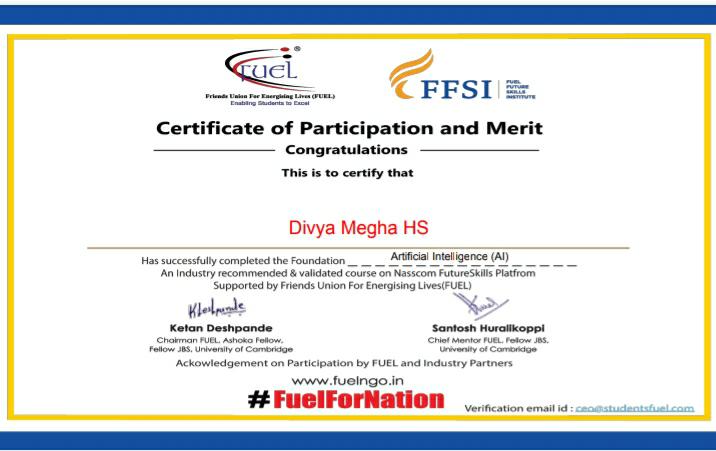 FUEL ®
Friends Union For Energising Lives (FUEL)
Enabling Students to Excel
FFSI
FUEL
FUTURE
SKILLS
INSTITUTE
Certificate of Participation and Merit
Congratulations
This is to certify that
Divya Megha HS
Has successfully completed the Foundation Artificial Intelligence (AI)
An Industry recommended & validated course on Nasscom FutureSkills Platfrom
Supported by Friends Union For Energising Lives(FUEL)
KDeshpande
Ketan Deshpande
Chairman FUEL, Ashoka Fellow,
Fellow JBS, University of Cambridge
Santosh Huralikoppi
Chief Mentor FUEL, Fellow JBS,
University of Cambridge
Ackowledgement on Participation by FUEL and Industry Partners
www.fuelngo.in
#FuelForNation
Verification email id : ceo@studentsfuel.com